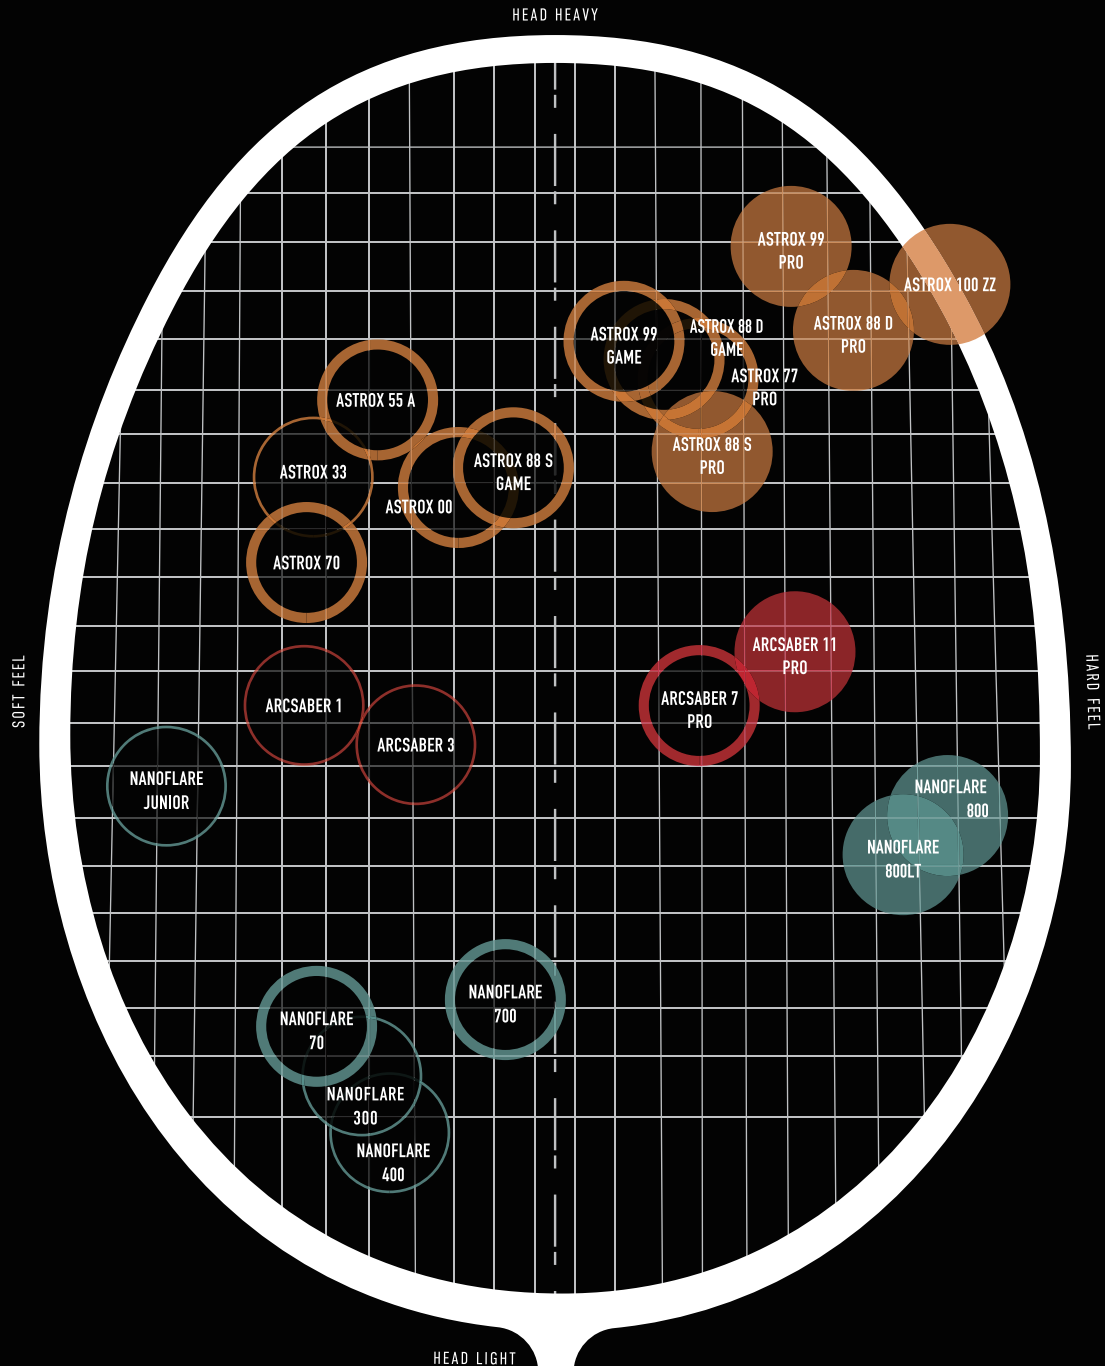 HEAD HEAVY
ASTROX 99
PRO
ASTROX 100 ZZ
ASTROX 88 D
PRO
ASTROX 99
GAME
ASTROX 88 D
GAME
ASTROX 77
PRO
ASTROX 55 A
ASTROX 88 S
PRO
ASTROX 33
ASTROX 88 S
GAME
ASTROX 00
ASTROX 70
ARCSABER 11
PRO
SOFT FEEL
HARD FEEL
ARCSABER 1
ARCSABER 7
PRO
ARCSABER 3
NANOFLARE
JUNIOR
NANOFLARE
800
NANOFLARE
800LT
NANOFLARE
700
NANOFLARE
70
NANOFLARE
300
NANOFLARE
400
HEAD LIGHT